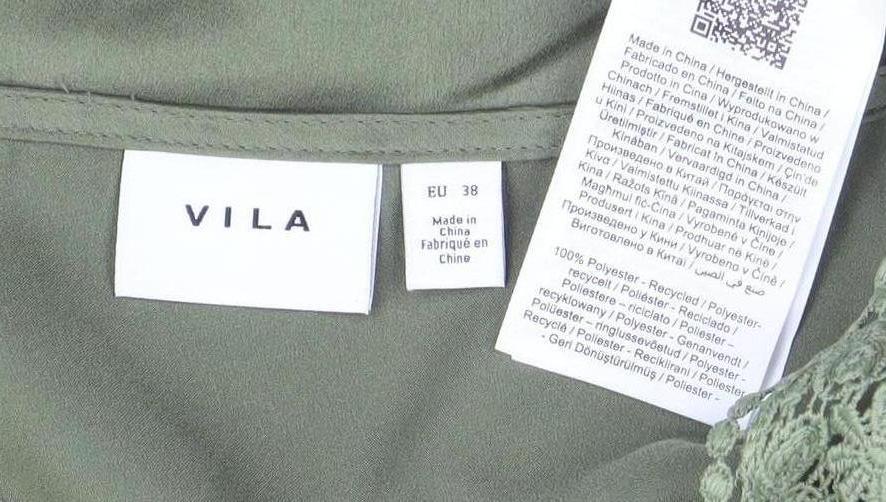 VILA
EU 38
Made in
China
Fabriqué en
Chine
Made in China / Hergestellt in China /
Fabricado en China / Feito na China /
Prodotto in Cina / Wyprodukowano w
Chinach / Fremstillet i Kina / Valmistatud
Hiinas / Fabriqué en Chine / Proizvedeno
u Kini / Proizvedeno na Kitajskem / Çin'de
Üretilmiştir / Fabricat în China / Készült
Kínában / Vervaardigd in China /
Произведено в Китай / Παράγεται στην
Κίνα / Valmistettu Kiinassa / Tillverkad i
Kina / Ražots Ķīnā / Pagaminta Kinijoje /
Magħmul fiċ-Ċina / Vyrobené v Číne /
Produsert i Kina / Prodhuar në Kinë /
Произведено у Кини / Vyrobeno v Číně /
Виготовлено в Китаї / صنع في الصين
100% Polyester - Recycled / Polyester-
recycelt / Poliéster - Reciclado /
Poliestere – riciclato / Poliester –
recyklowany / Polyester - Genanvendt /
Polüester – ringlussevõetud / Polyester -
Recyclé / Poliester - Reciklirani / Poliester
- Geri Dönüştürülmüş / Poliester -